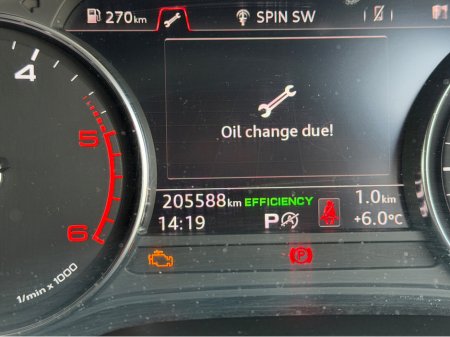 270km
SPIN SW
Oil change due!
4
5
6
1/min x 1000
205588km EFFICIENCY 1.0km
14:19 P +6.0°C
P